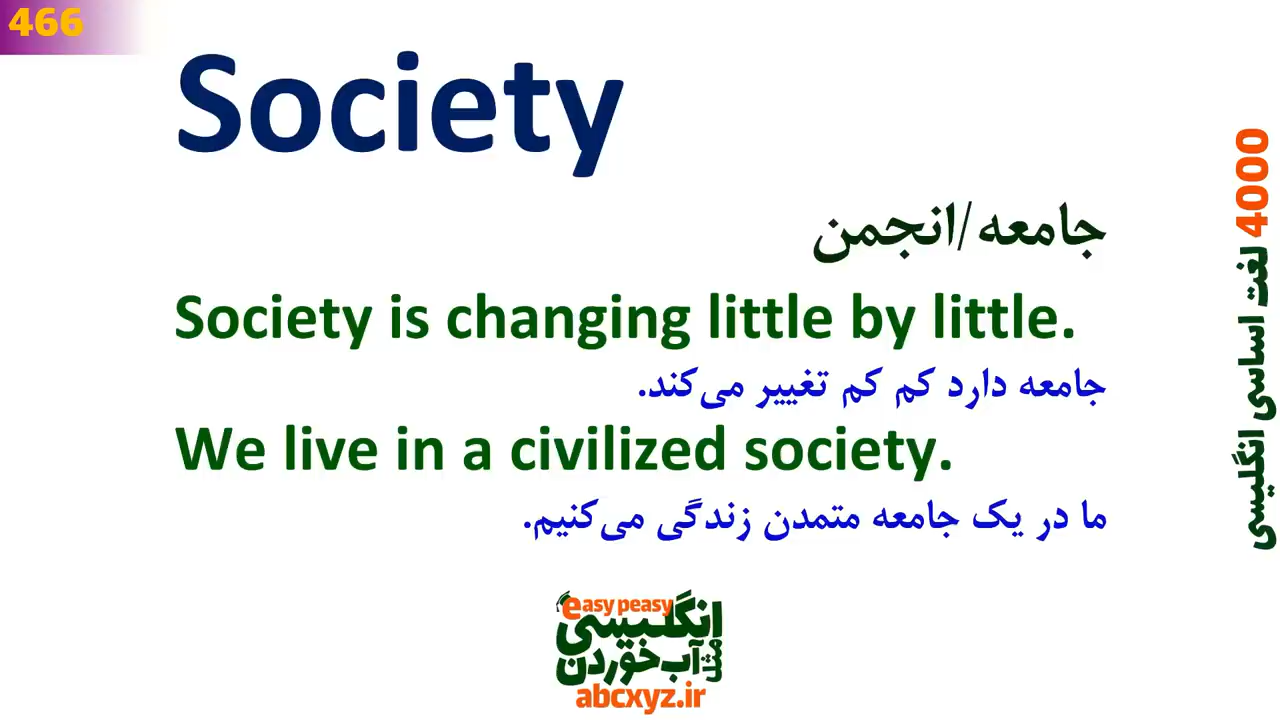 466
Society
جامعه/انجمن
Society is changing little by little.
جامعه دارد کم کم تغییر می‌کند.
We live in a civilized society.
ما در یک جامعه متمدن زندگی می‌کنیم.
4000 لغت اساسی انگلیسی
easy peasy
انگلیسی
مثل آب خوردن
abcxyz.ir